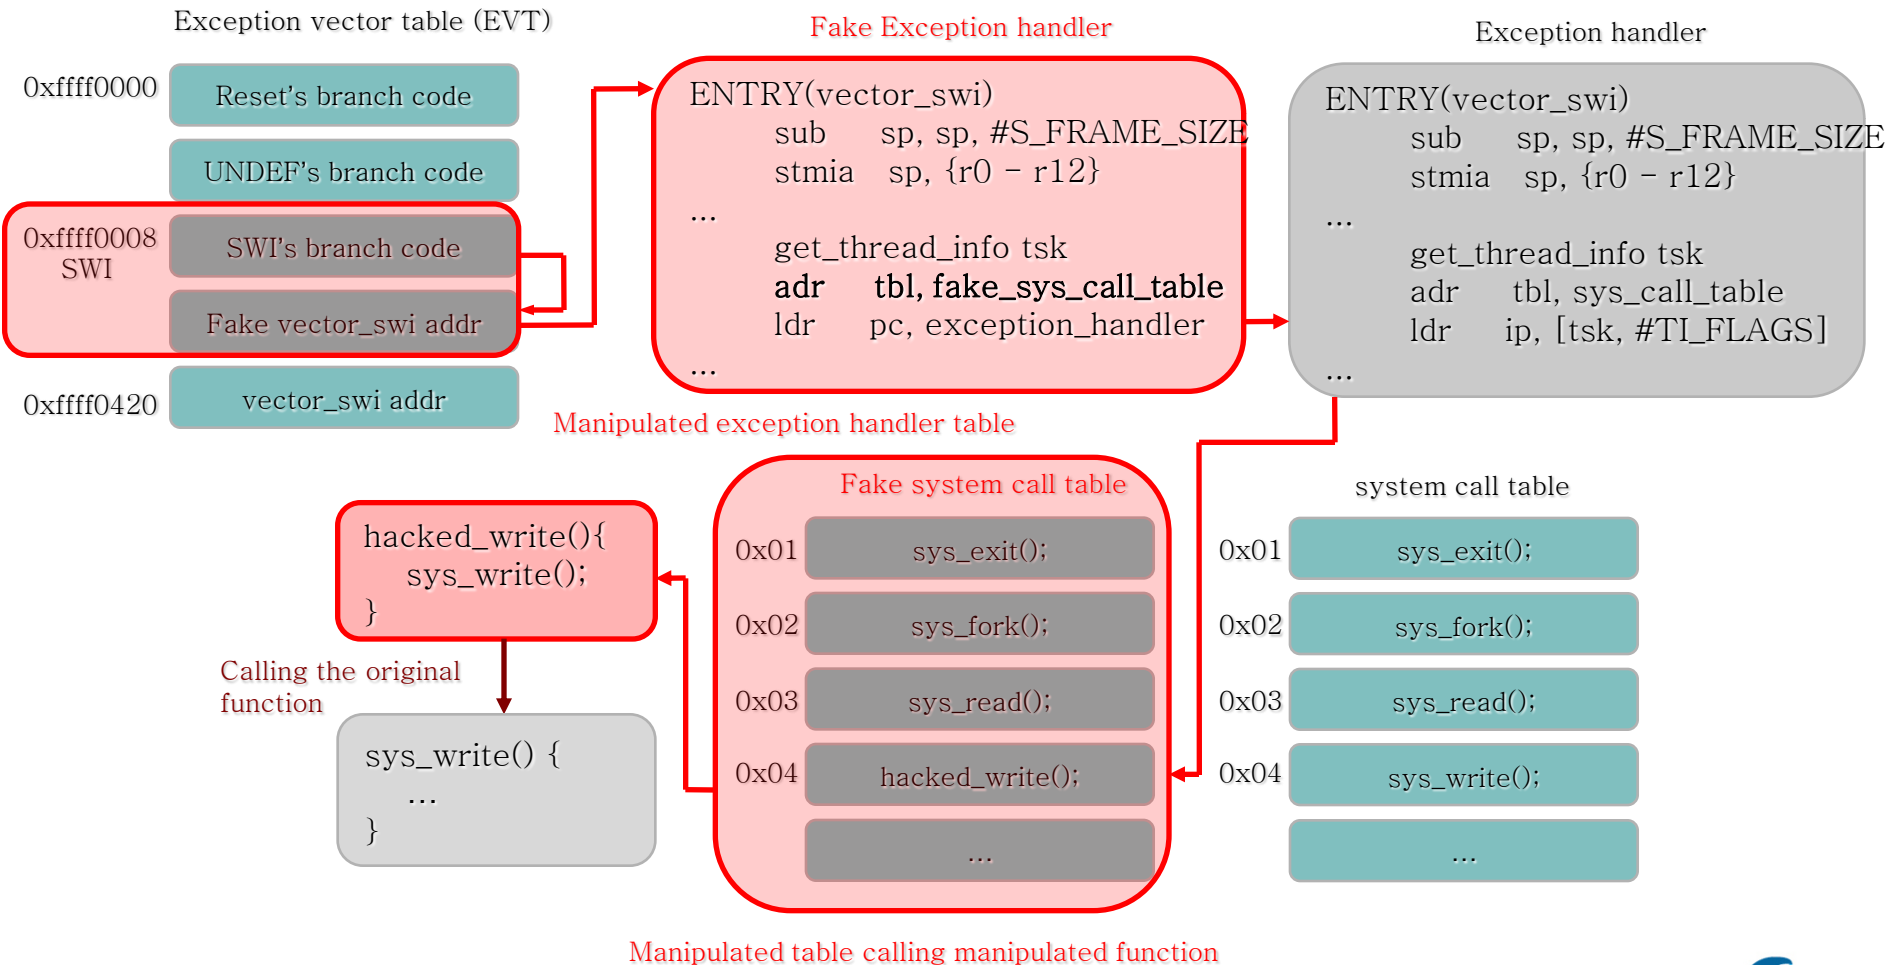 Exception vector table (EVT)
0xffff0000
Reset's branch code
UNDEF's branch code
0xffff0008
SWI
SWI's branch code
Fake vector_swi addr
0xffff0420
vector_swi addr
Fake Exception handler
ENTRY(vector_swi)
sub sp, sp, #S_FRAME_SIZE
stmia sp, {r0 - r12}
...
get_thread_info tsk
adr tbl, fake_sys_call_table
ldr pc, exception_handler
...
Exception handler
ENTRY(vector_swi)
sub sp, sp, #S_FRAME_SIZE
stmia sp, {r0 - r12}
...
get_thread_info tsk
adr tbl, sys_call_table
ldr ip, [tsk, #TI_FLAGS]
...
Manipulated exception handler table
hacked_write(){
sys_write();
}
Calling the original
function
sys_write() {
...
}
Fake system call table
0x01
sys_exit();
0x02
sys_fork();
0x03
sys_read();
0x04
hacked_write();
...
system call table
0x01
sys_exit();
0x02
sys_fork();
0x03
sys_read();
0x04
sys_write();
...
Manipulated table calling manipulated function